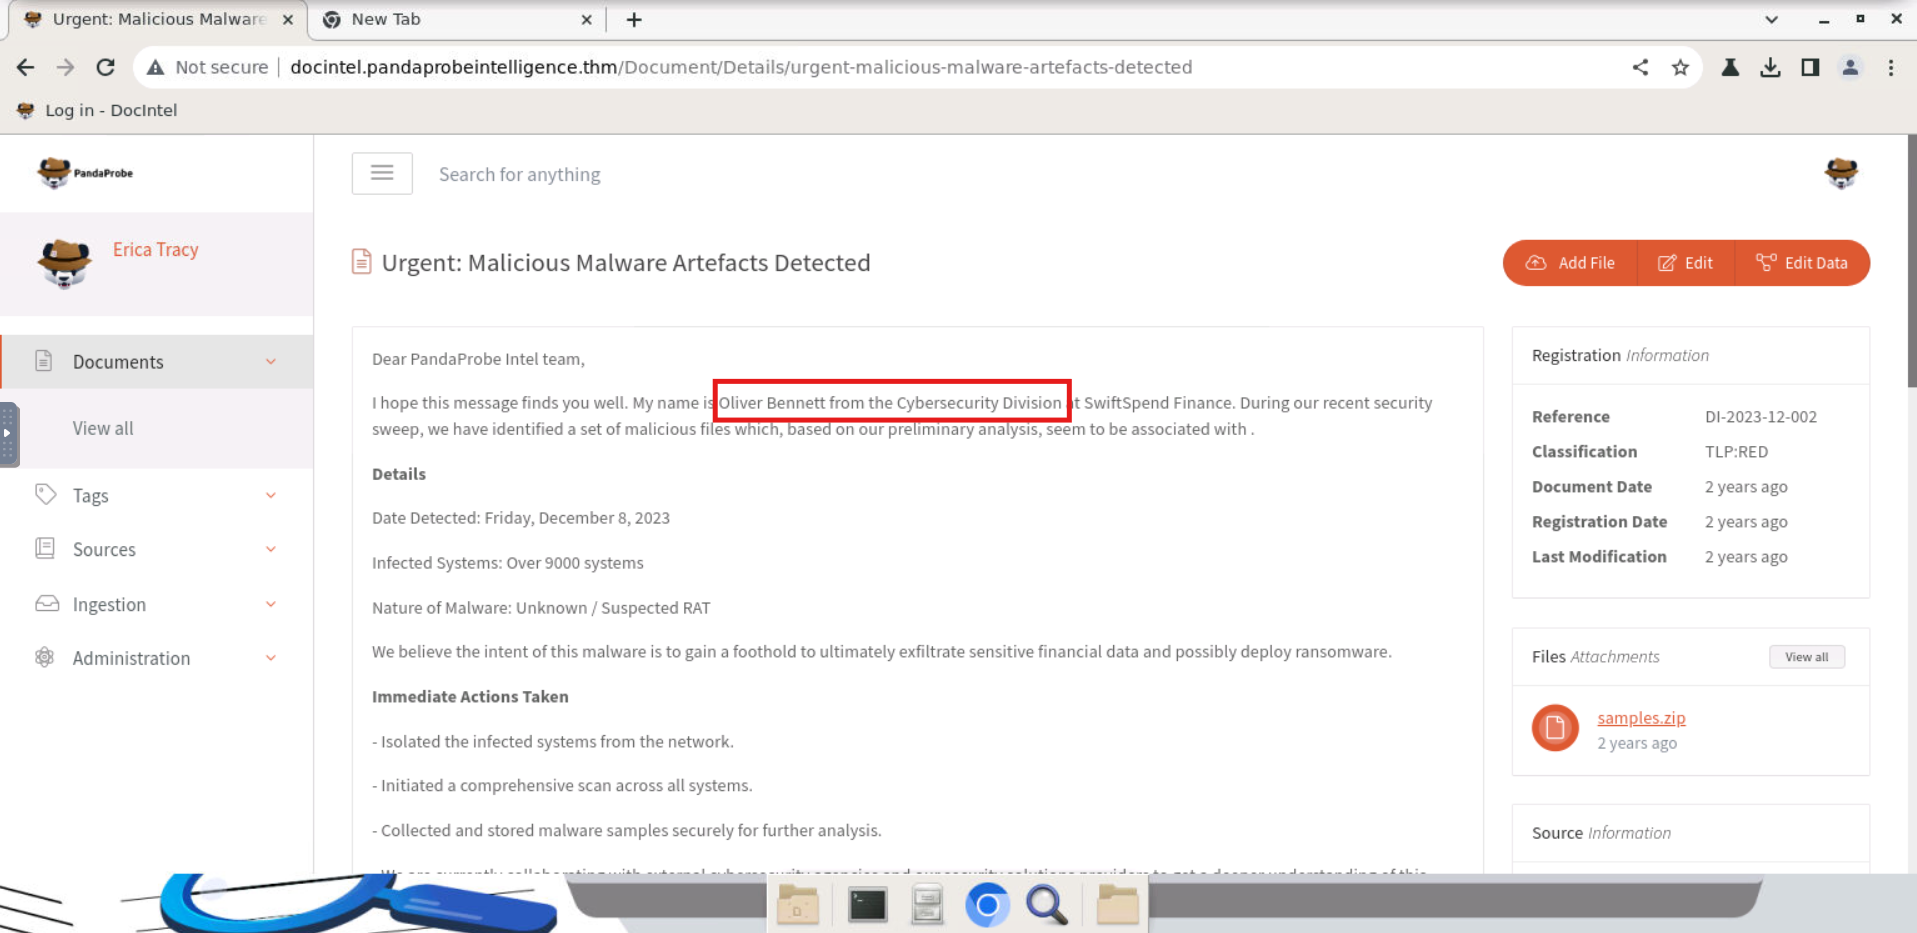 Urgent: Malicious Malware
New Tab
Not secure
docintel.pandaprobeintelligence.thm/Document/Details/urgent-malicious-malware-artefacts-detected
Log in - DocIntel
PandaProbe
Search for anything
Erica Tracy
Documents
View all
Tags
Sources
Ingestion
Administration
Urgent: Malicious Malware Artefacts Detected
Add File
Edit
Edit Data
Dear PandaProbe Intel team,
I hope this message finds you well. My name is Oliver Bennett from the Cybersecurity Division at SwiftSpend Finance. During our recent security
sweep, we have identified a set of malicious files which, based on our preliminary analysis, seem to be associated with .
Details
Date Detected: Friday, December 8, 2023
Infected Systems: Over 9000 systems
Nature of Malware: Unknown / Suspected RAT
We believe the intent of this malware is to gain a foothold to ultimately exfiltrate sensitive financial data and possibly deploy ransomware.
Immediate Actions Taken
- Isolated the infected systems from the network.
- Initiated a comprehensive scan across all systems.
- Collected and stored malware samples securely for further analysis.
Registration Information
Reference DI-2023-12-002
Classification TLP:RED
Document Date 2 years ago
Registration Date 2 years ago
Last Modification 2 years ago
Files Attachments
View all
samples.zip
2 years ago
Source Information